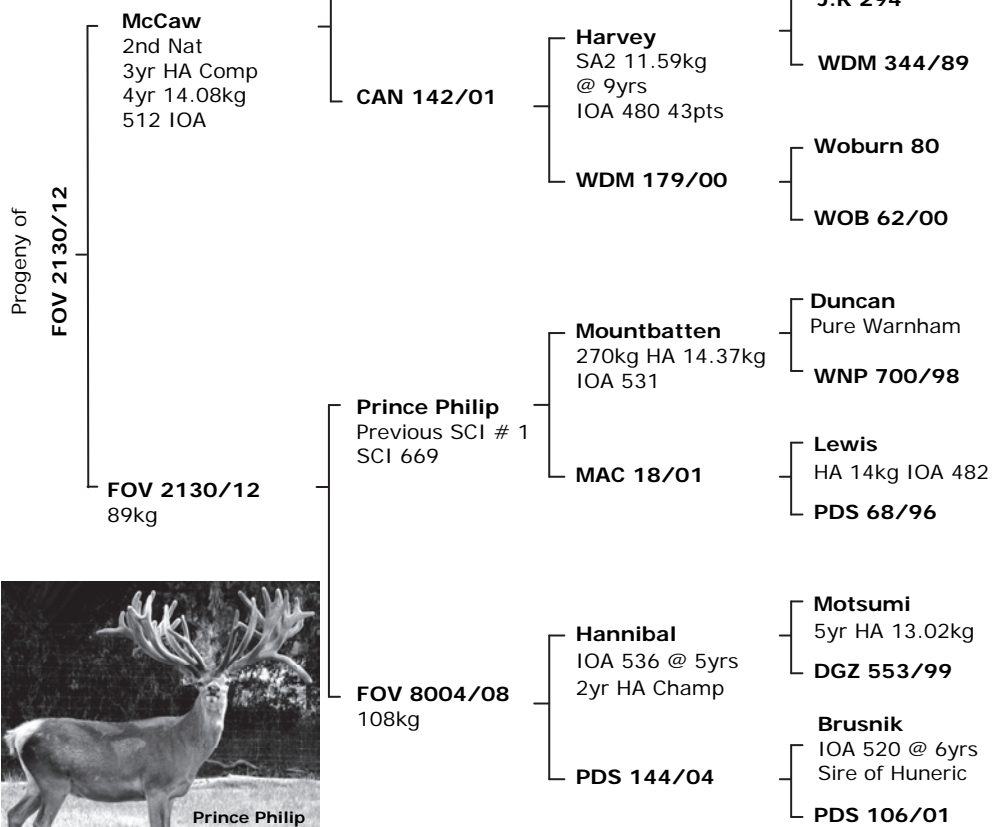 J.R 294
McCaw
2nd Nat
3yr HA Comp
4yr 14.08kg
512 IOA
CAN 142/01
Harvey
SA2 11.59kg
@ 9yrs
IOA 480 43pts
WDM 344/89
WDM 179/00
Woburn 80
WOB 62/00
Progeny of
FOV 2130/12
FOV 2130/12
89kg
Prince Philip
Previous SCI # 1
SCI 669
Mountbatten
270kg HA 14.37kg
IOA 531
Duncan
Pure Warnham
WNP 700/98
MAC 18/01
Lewis
HA 14kg IOA 482
PDS 68/96
FOV 8004/08
108kg
Hannibal
IOA 536 @ 5yrs
2yr HA Champ
Motsumi
5yr HA 13.02kg
DGZ 553/99
PDS 144/04
Brusnik
IOA 520 @ 6yrs
Sire of Huneric
PDS 106/01
Prince Philip